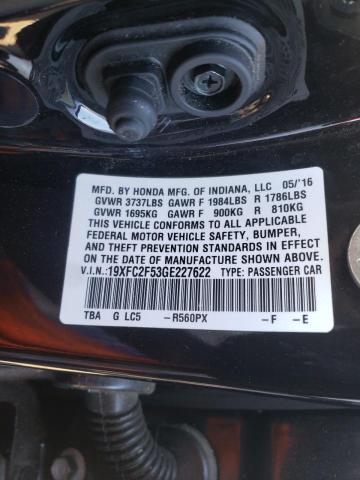 MFD. BY HONDA MFG. OF INDIANA, LLC 05/'16
GVWR 3737LBS GAWR F 1984LBS R 1786LBS
GVWR 1695KG GAWR F 900KG R 810KG
THIS VEHICLE CONFORMS TO ALL APPLICABLE
FEDERAL MOTOR VEHICLE SAFETY, BUMPER,
AND THEFT PREVENTION STANDARDS IN EFFECT
ON THE DATE OF MANUFACTURE SHOWN ABOVE.
V.I.N.: 19XFC2F53GE227622 TYPE: PASSENGER CAR
TBA G LC5 -R560PX -F -E